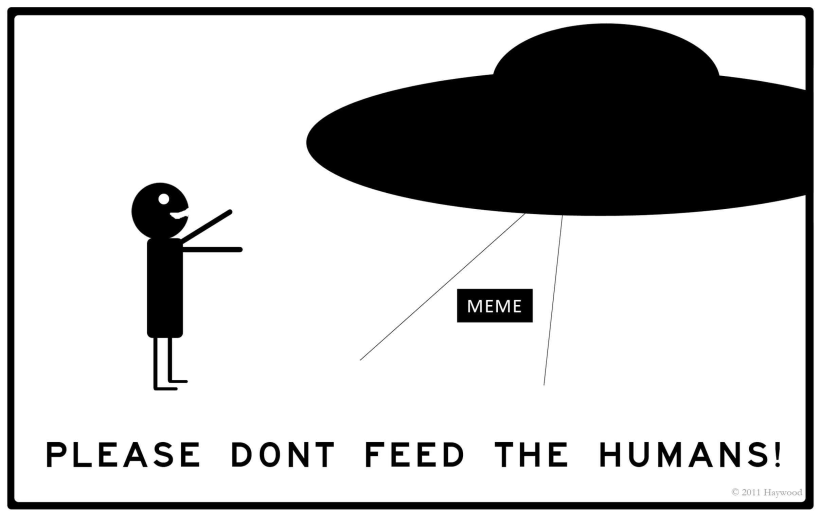 MEME
PLEASE DONT FEED THE HUMANS!
© 2011 Haywood